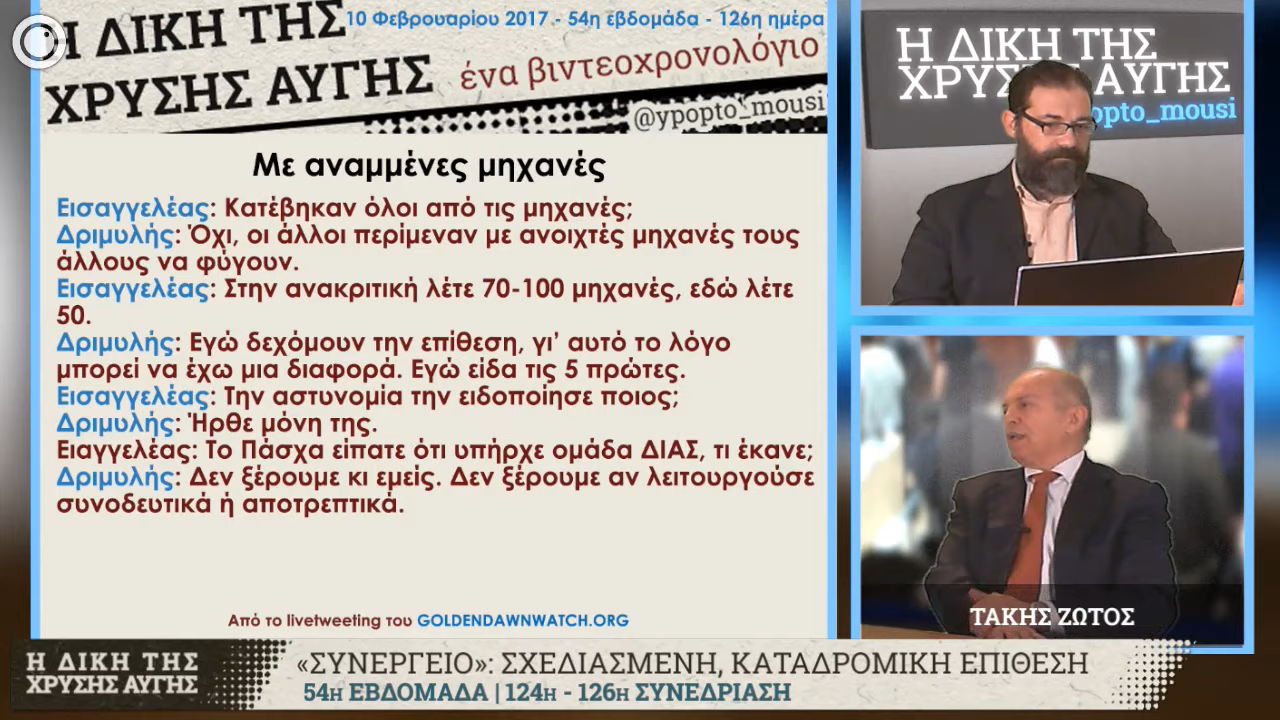 Η ΔΙΚΗ ΤΗΣ
ΧΡΥΣΗΣ ΑΥΓΗΣ
10 Φεβρουαρίου 2017 - 54η εβδομάδα - 126η ημέρα
ένα βιντεοχρονολόγιο
@ypopto_mousi
Με αναμμένες μηχανές
Εισαγγελέας: Κατέβηκαν όλοι από τις μηχανές;
Δριμυλής: Όχι, οι άλλοι περίμεναν με ανοιχτές μηχανές τους
άλλους να φύγουν.
Εισαγγελέας: Στην ανακριτική λέτε 70-100 μηχανές, εδώ λέτε
50.
Δριμυλής: Εγώ δεχόμουν την επίθεση, γι’ αυτό το λόγο
μπορεί να έχω μια διαφορά. Εγώ είδα τις 5 πρώτες.
Εισαγγελέας: Την αστυνομία την ειδοποίησε ποιος;
Δριμυλής: Ήρθε μόνη της.
Ειαγγελέας: Το Πάσχα είπατε ότι υπήρχε ομάδα ΔΙΑΣ, τι έκανε;
Δριμυλής: Δεν ξέρουμε κι εμείς. Δεν ξέρουμε αν λειτουργούσε
συνοδευτικά ή αποτρεπτικά.
Από το livetweeting του GOLDENDAWNWATCH.ORG
Η ΔΙΚΗ ΤΗΣ
ΧΡΥΣΗΣ ΑΥΓΗΣ
opto_mousi
ΤΑΚΗΣ ΖΩΤΟΣ
Η ΔΙΚΗ ΤΗΣ
ΧΡΥΣΗΣ ΑΥΓΗΣ
«ΣΥΝΕΡΓΕΙΟ»: ΣΧΕΔΙΑΣΜΕΝΗ, ΚΑΤΑΔΡΟΜΙΚΗ ΕΠΙΘΕΣΗ
54η ΕΒΔΟΜΑΔΑ | 124η - 126η ΣΥΝΕΔΡΙΑΣΗ